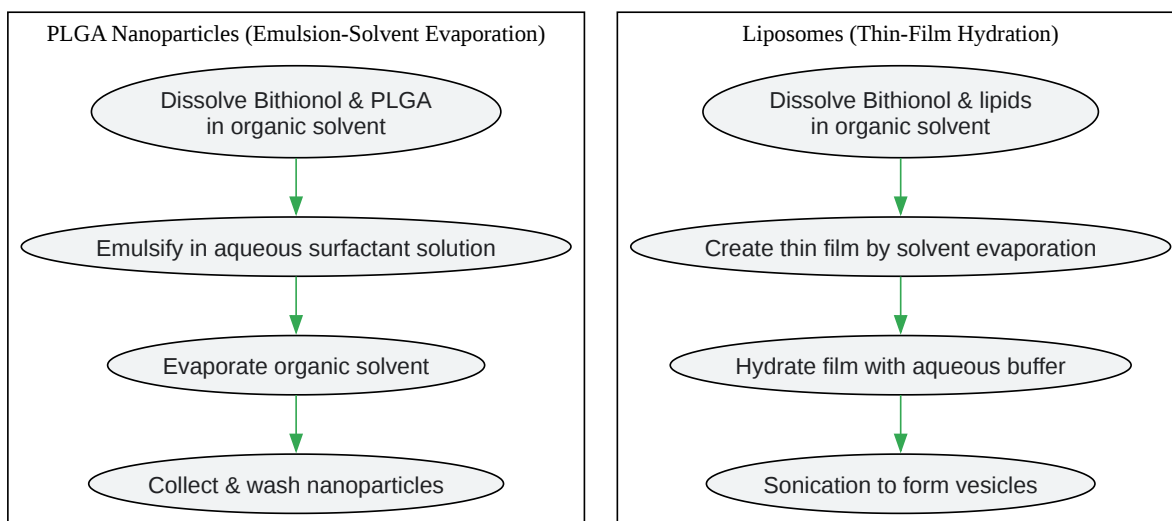 PLGA Nanoparticles (Emulsion-Solvent Evaporation)
Dissolve Bithionol & PLGA
in organic solvent
Emulsify in aqueous surfactant solution
Evaporate organic solvent
Collect & wash nanoparticles
Liposomes (Thin-Film Hydration)
Dissolve Bithionol & lipids
in organic solvent
Create thin film by solvent evaporation
Hydrate film with aqueous buffer
Sonication to form vesicles